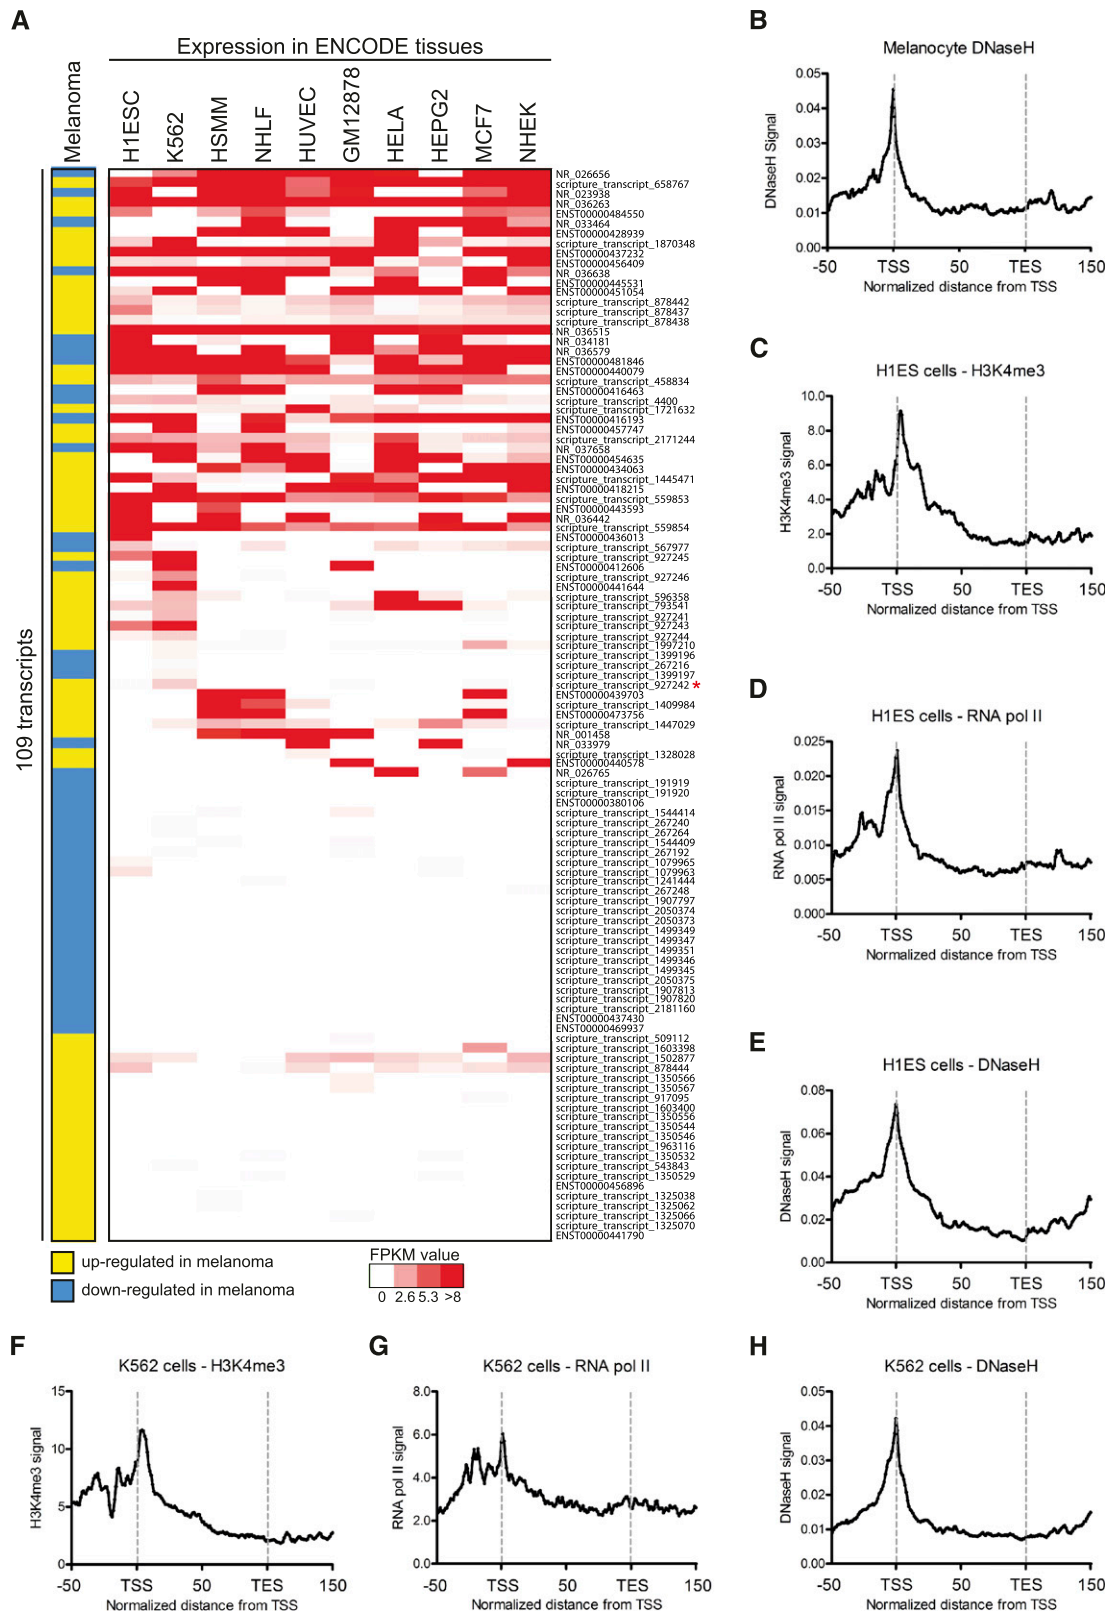 A
Expression in ENCODE tissues
Melanoma
H1ESC
K562
HSMM
NHLF
HUVEC
GM12878
HELA
HEPG2
MCF7
NHEK
109 transcripts
NR_026656
scripture_transcript_658767
NR_023938
NR_036263
ENST00000484550
NR_033464
ENST00000428939
scripture_transcript_1870348
ENST00000437232
ENST00000456409
NR_036638
ENST00000445531
ENST00000451054
scripture_transcript_878442
scripture_transcript_878437
scripture_transcript_878438
NR_036515
NR_034181
NR_036579
ENST00000481846
ENST00000440079
scripture_transcript_458834
ENST00000416463
scripture_transcript_4400
scripture_transcript_1721632
ENST00000416193
ENST00000457747
scripture_transcript_2171244
NR_037658
ENST00000454635
ENST00000434063
scripture_transcript_1445471
ENST00000418215
scripture_transcript_559853
ENST00000443593
NR_036442
scripture_transcript_559854
ENST00000436013
scripture_transcript_567977
scripture_transcript_927245
ENST00000412606
scripture_transcript_927246
ENST00000441644
scripture_transcript_596358
scripture_transcript_793541
scripture_transcript_927241
scripture_transcript_927243
scripture_transcript_927244
scripture_transcript_1997210
scripture_transcript_1399196
scripture_transcript_267216
scripture_transcript_1399197
scripture_transcript_927242 *
ENST00000439703
scripture_transcript_1409984
ENST00000473756
scripture_transcript_1447029
NR_001458
NR_033979
scripture_transcript_1328028
ENST00000440578
NR_026765
scripture_transcript_191919
scripture_transcript_191920
ENST00000380106
scripture_transcript_1544414
scripture_transcript_267240
scripture_transcript_267264
scripture_transcript_1544409
scripture_transcript_267192
scripture_transcript_1079965
scripture_transcript_1079963
scripture_transcript_1241444
scripture_transcript_267248
scripture_transcript_1907797
scripture_transcript_2050374
scripture_transcript_2050373
scripture_transcript_1499349
scripture_transcript_1499347
scripture_transcript_1499351
scripture_transcript_1499346
scripture_transcript_1499345
scripture_transcript_2050375
scripture_transcript_1907813
scripture_transcript_1907820
scripture_transcript_2181160
ENST00000437430
ENST00000469937
scripture_transcript_509112
scripture_transcript_1603398
scripture_transcript_1502877
scripture_transcript_878444
scripture_transcript_1350566
scripture_transcript_1350567
scripture_transcript_917095
scripture_transcript_1603400
scripture_transcript_1350556
scripture_transcript_1350544
scripture_transcript_1350546
scripture_transcript_1963116
scripture_transcript_1350532
scripture_transcript_543843
scripture_transcript_1350529
ENST00000456896
scripture_transcript_1325038
scripture_transcript_1325062
scripture_transcript_1325066
scripture_transcript_1325070
ENST00000441790
up-regulated in melanoma
down-regulated in melanoma
FPKM value
0 2.6 5.3 >8
B
Melanocyte DNaseH
DNaseH Signal
0.05
0.04
0.03
0.02
0.01
0.00
-50 TSS 50 TES 150
Normalized distance from TSS
C
H1ES cells - H3K4me3
H3K4me3 signal
10.0
8.0
6.0
4.0
2.0
0.0
-50 TSS 50 TES 150
Normalized distance from TSS
D
H1ES cells - RNA pol II
RNA pol II signal
0.025
0.020
0.015
0.010
0.005
0.000
-50 TSS 50 TES 150
Normalized distance from TSS
E
H1ES cells - DNaseH
DNaseH signal
0.08
0.06
0.04
0.02
0.00
-50 TSS 50 TES 150
Normalized distance from TSS
F
K562 cells - H3K4me3
H3K4me3 signal
15
10
5
0
-50 TSS 50 TES 150
Normalized distance from TSS
G
K562 cells - RNA pol II
RNA pol II signal
8.0
6.0
4.0
2.0
0.0
-50 TSS 50 TES 150
Normalized distance from TSS
H
K562 cells - DNaseH
DNaseH signal
0.05
0.04
0.03
0.02
0.01
0.00
-50 TSS 50 TES 150
Normalized distance from TSS